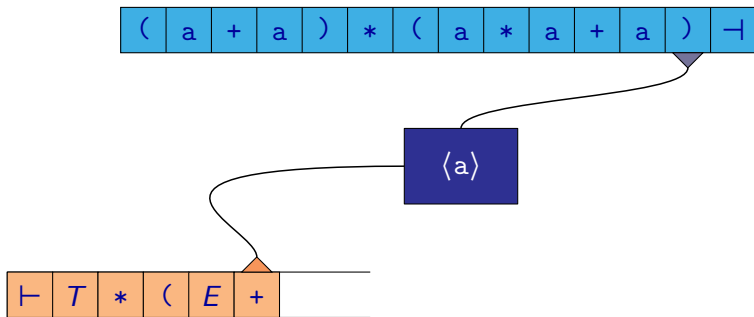 ( a + a ) * ( a * a + a ) ⊣
⟨a⟩
⊢ T * ( E +